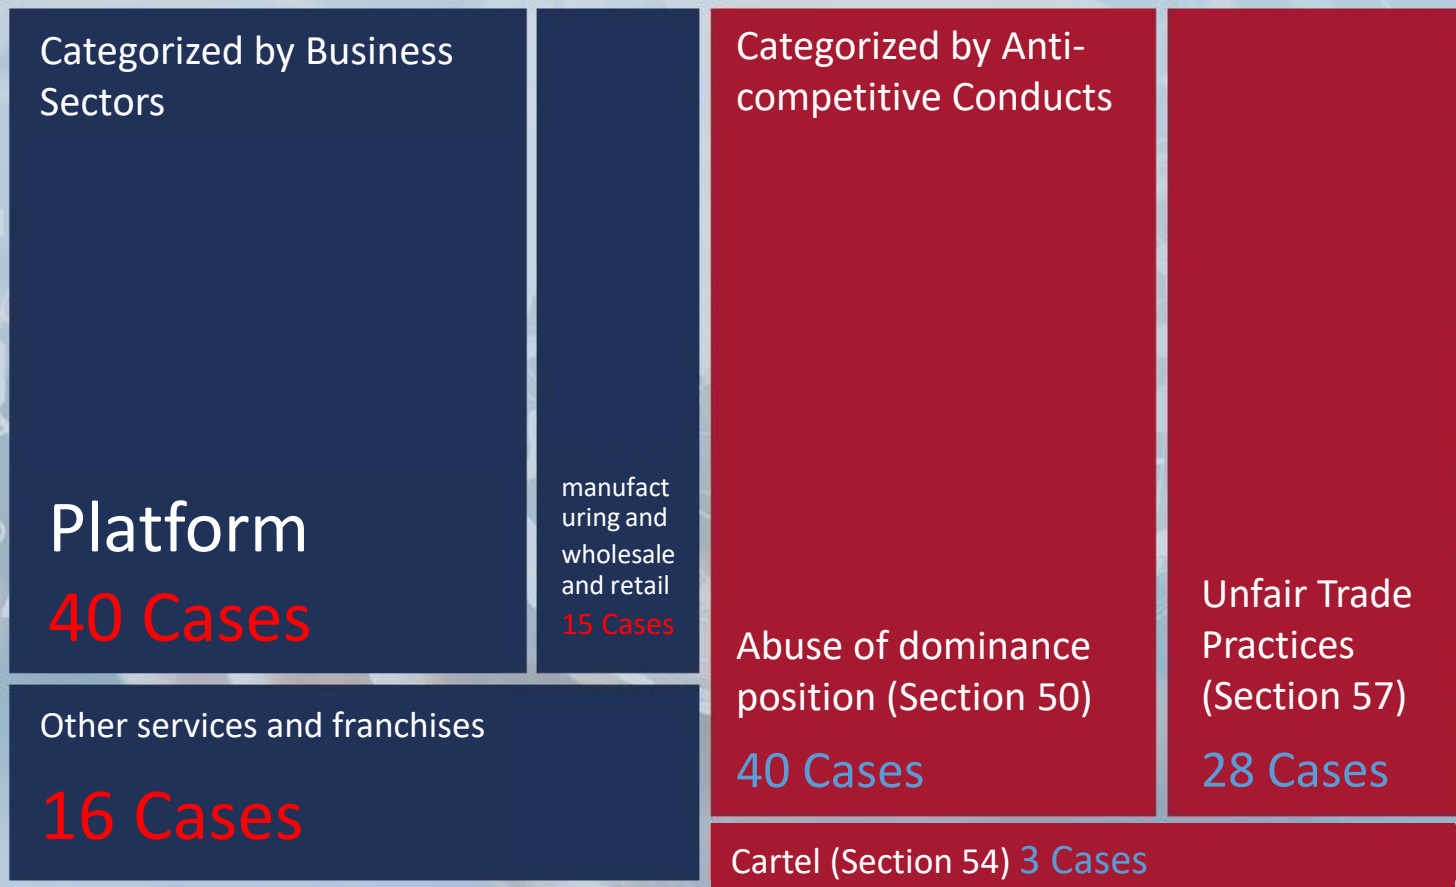 Categorized by Business
Sectors
Platform
40 Cases
manufact
uring and
wholesale
and retail
15 Cases
Other services and franchises
16 Cases
Categorized by Anti-
competitive Conducts
Abuse of dominance
position (Section 50)
40 Cases
Unfair Trade
Practices
(Section 57)
28 Cases
Cartel (Section 54) 3 Cases